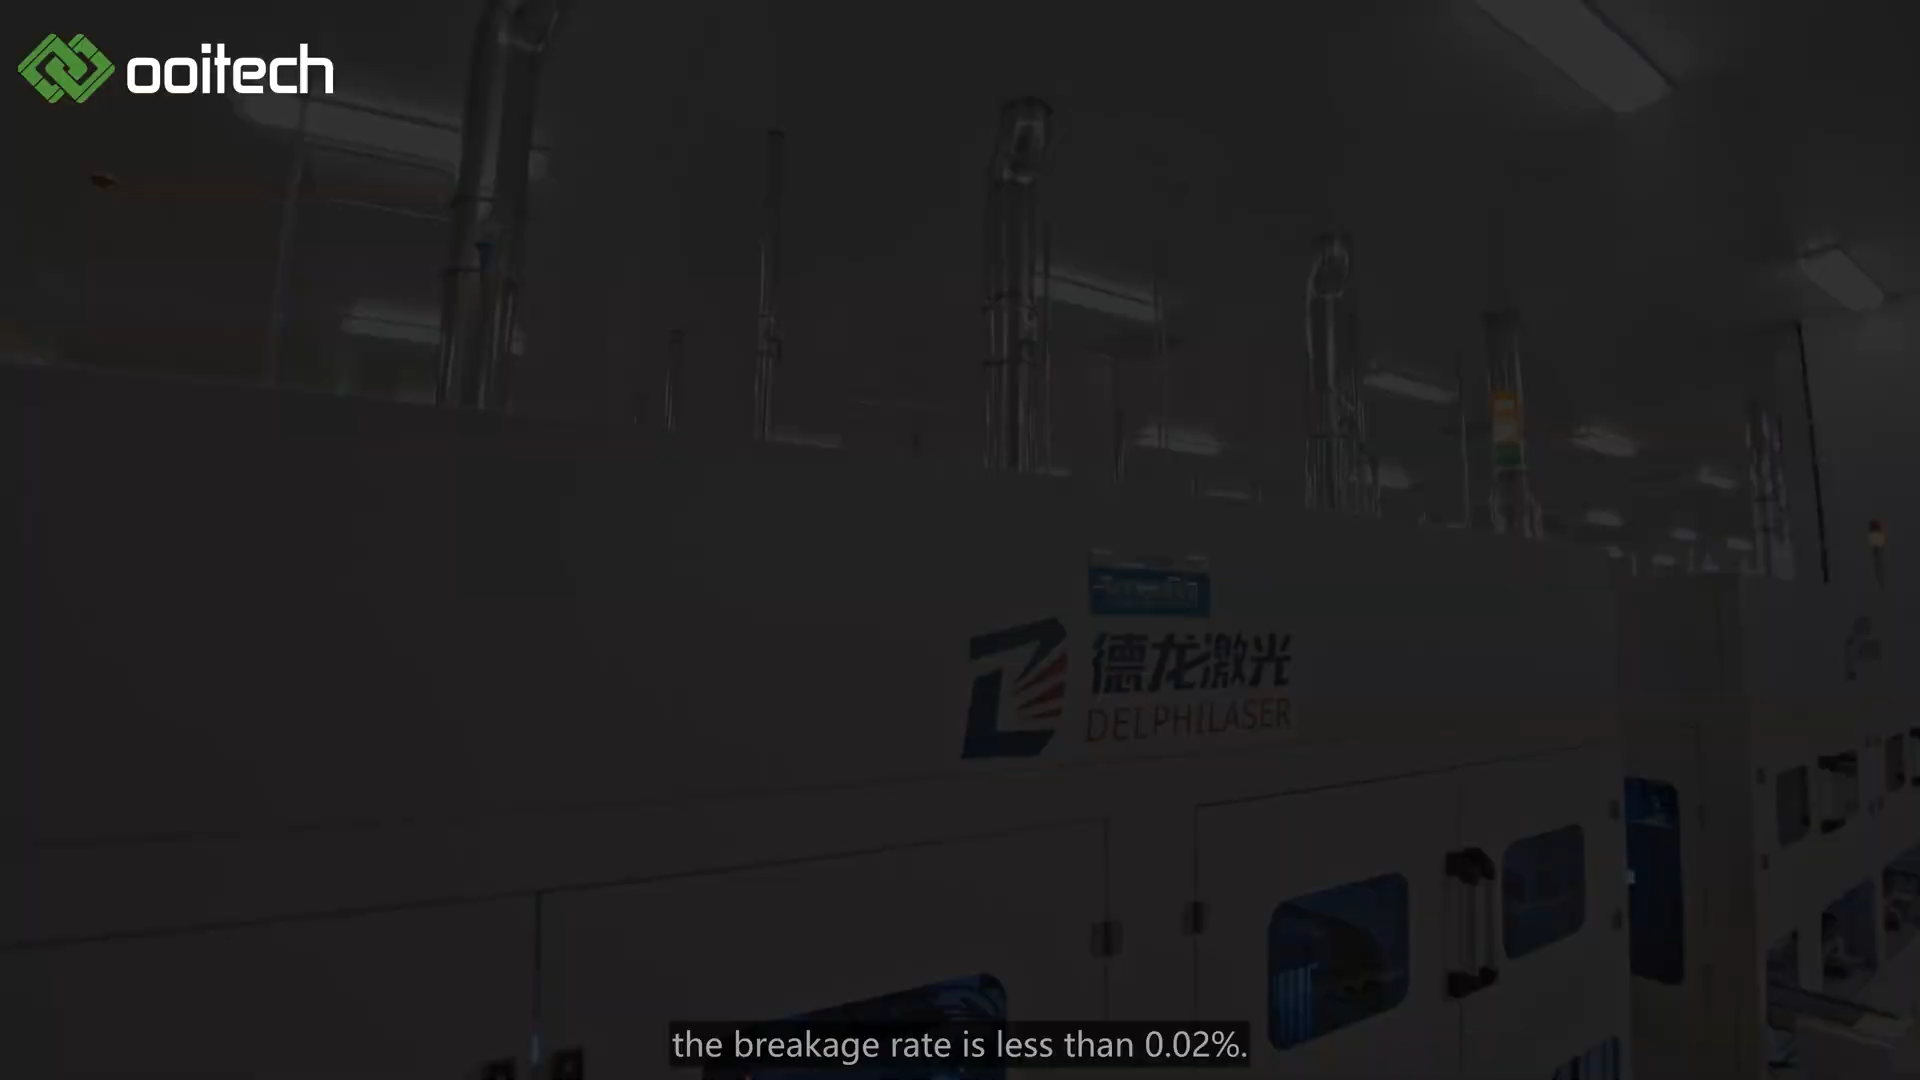 ooitech
德龙激光
DELPHILASER
the breakage rate is less than 0.02%.